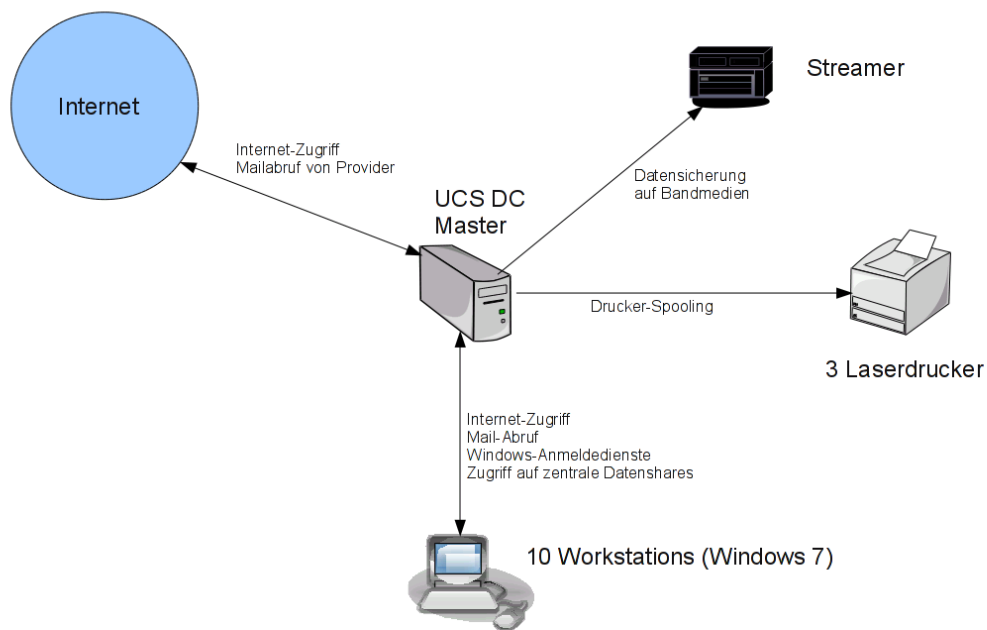 Internet
Streamer
Internet-Zugriff
Mailabruf von Provider
Datensicherung
auf Bandmedien
UCS DC
Master
Drucker-Spooling
3 Laserdrucker
Internet-Zugriff
Mail-Abruf
Windows-Anmeldedienste
Zugriff auf zentrale Datenshares
10 Workstations (Windows 7)